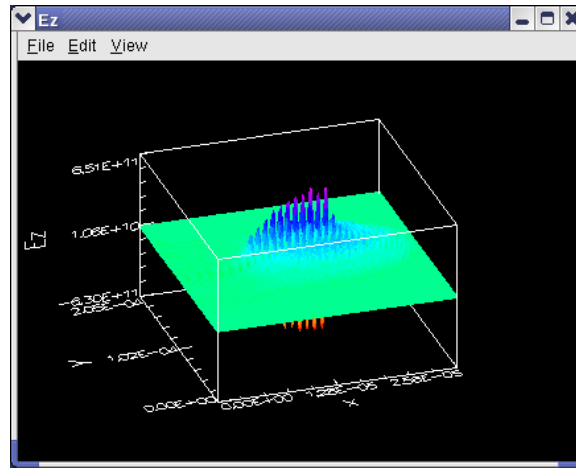 Ez
File Edit View
6.51E+11
Ez
1.06E+10
-6.30E+11
2.05E-04
Y
1.02E-04
0.00E+00
0.00E+00
1.28E-05
2.56E-05
X